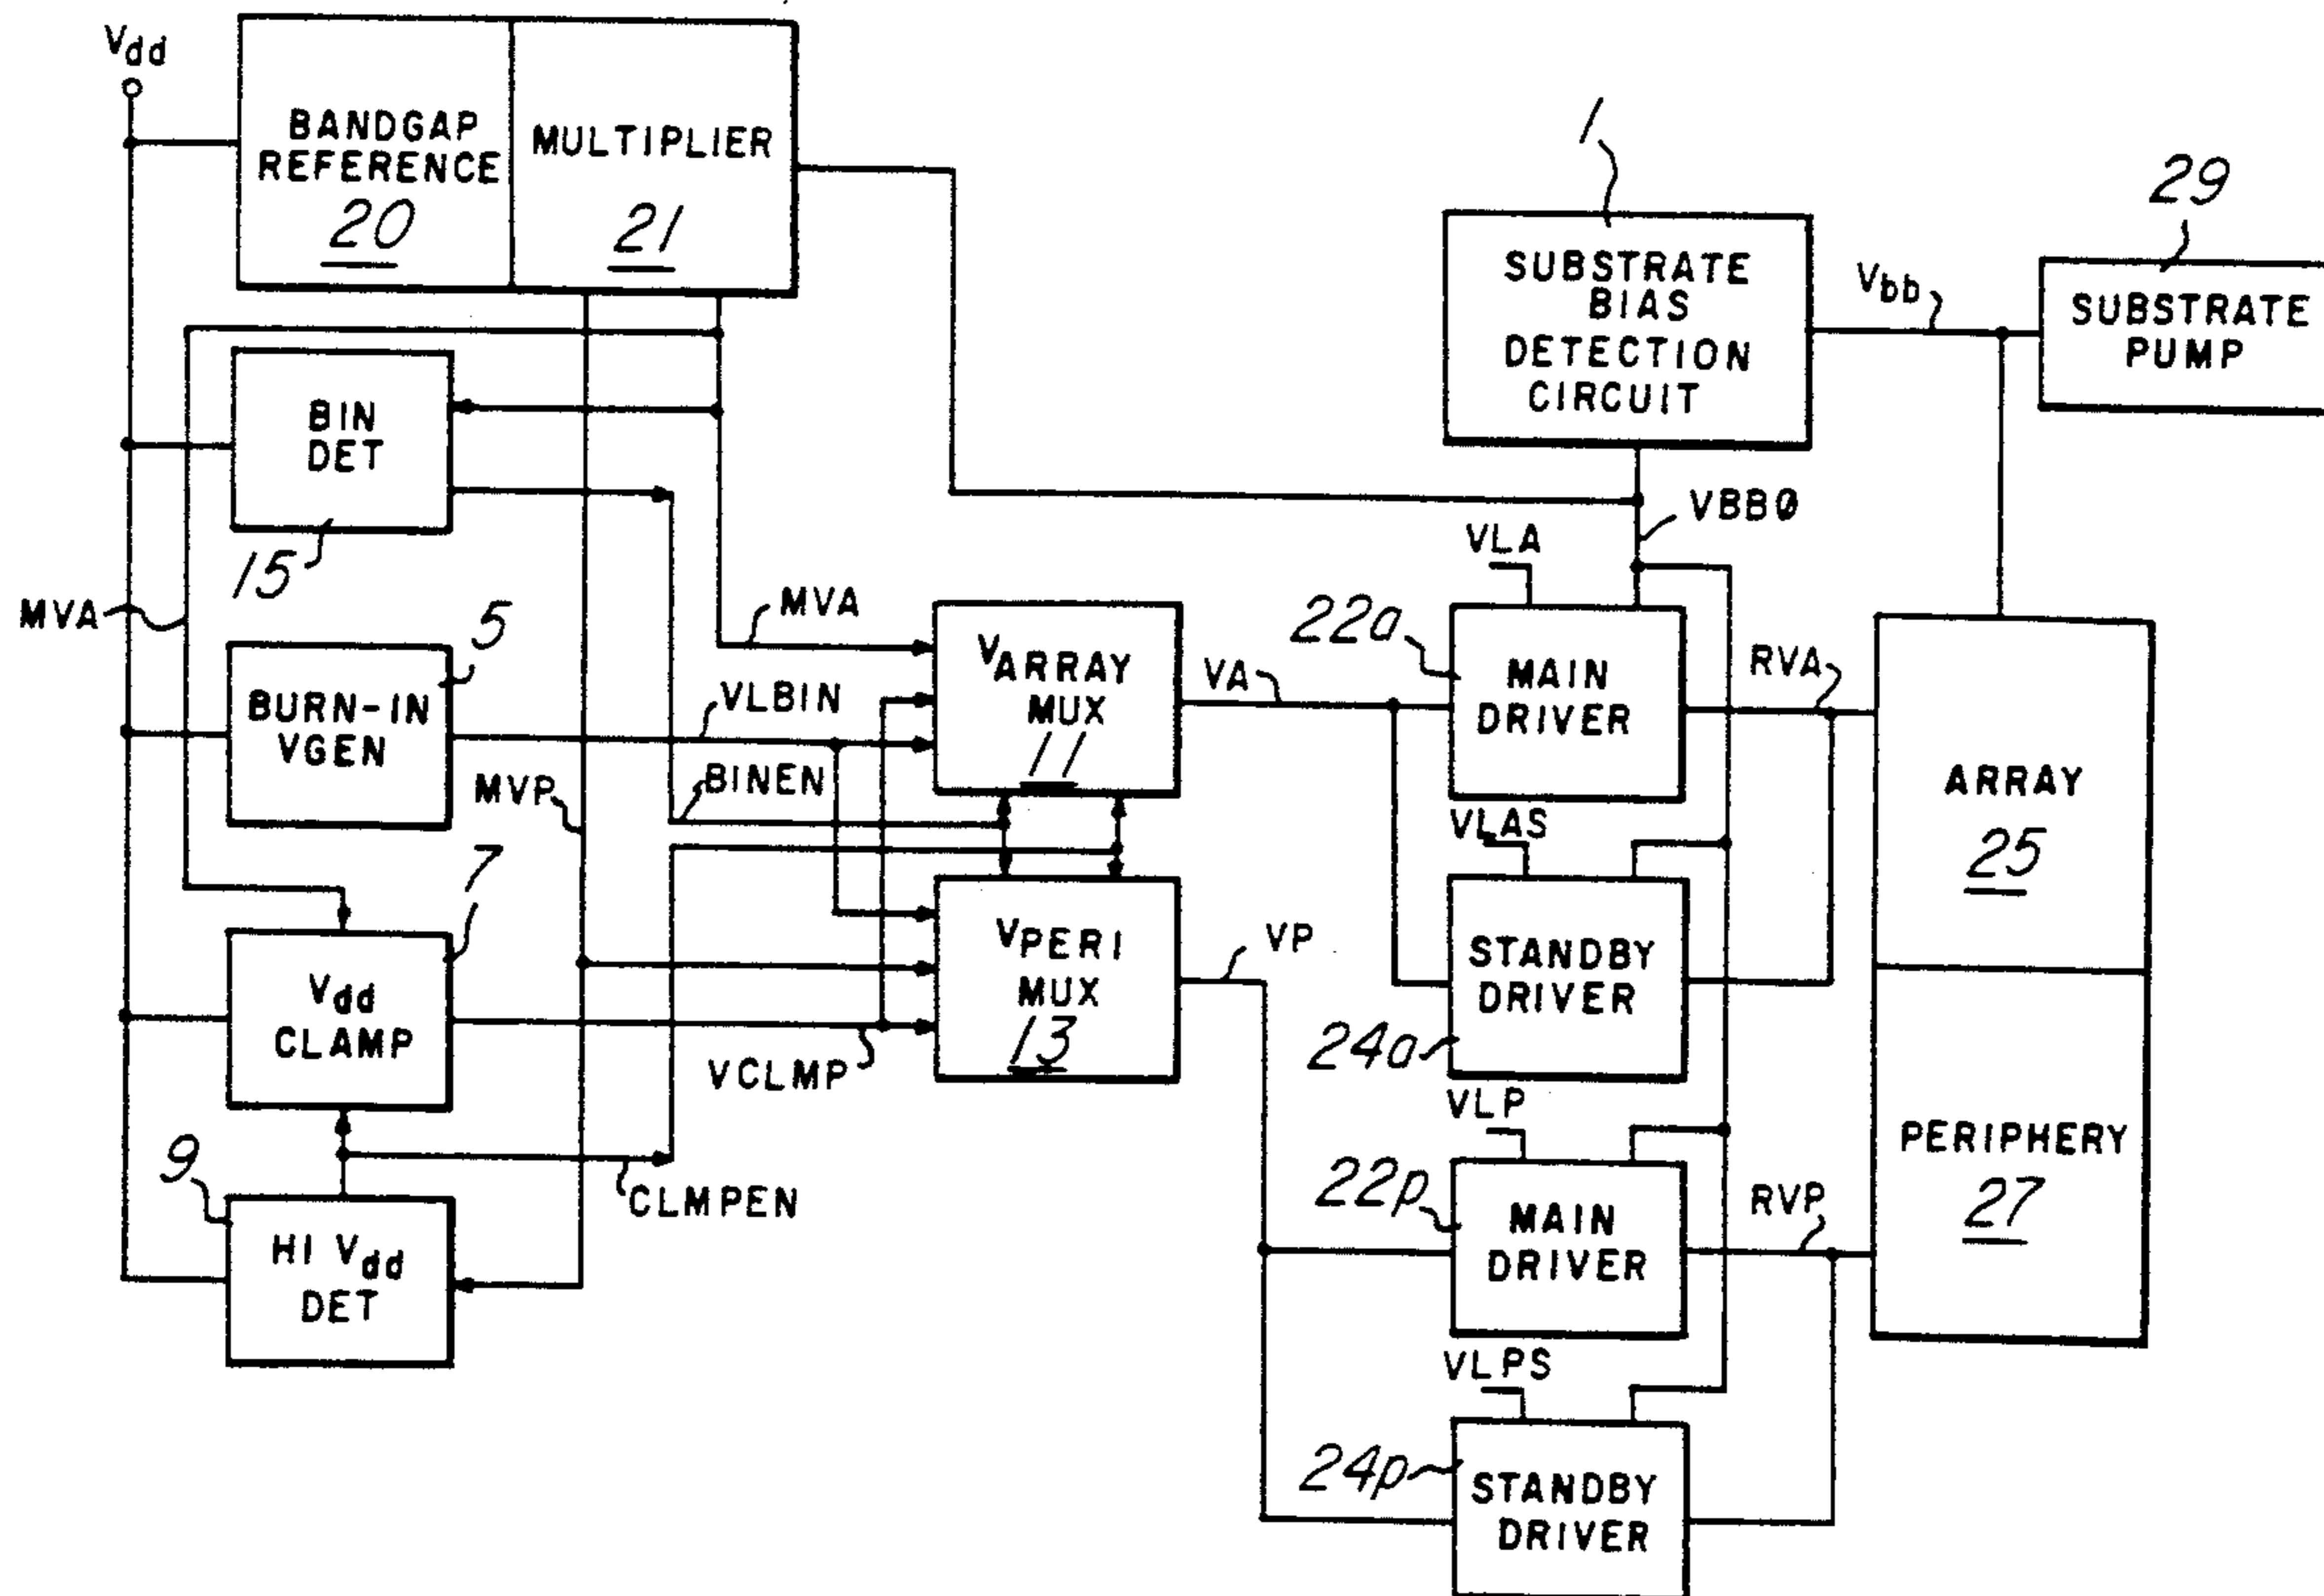 Vdd
BANDGAP
REFERENCE
20
MULTIPLIER
21
1
SUBSTRATE
BIAS
DETECTION
CIRCUIT
Vbb
29
SUBSTRATE
PUMP
BIN
DET
15
VBBØ
MVA
MVA
5
BURN-IN
VGEN
VLBIN
BINEN
MVP
VARRAY
MUX
11
VA
VLA
22a
MAIN
DRIVER
RVA
ARRAY
25
7
Vdd
CLAMP
VCLMP
VPERI
MUX
13
VP
VLAS
STANDBY
DRIVER
24a
PERIPHERY
27
9
HI Vdd
DET
CLMPEN
VLP
22p
MAIN
DRIVER
RVP
VLPS
24p
STANDBY
DRIVER